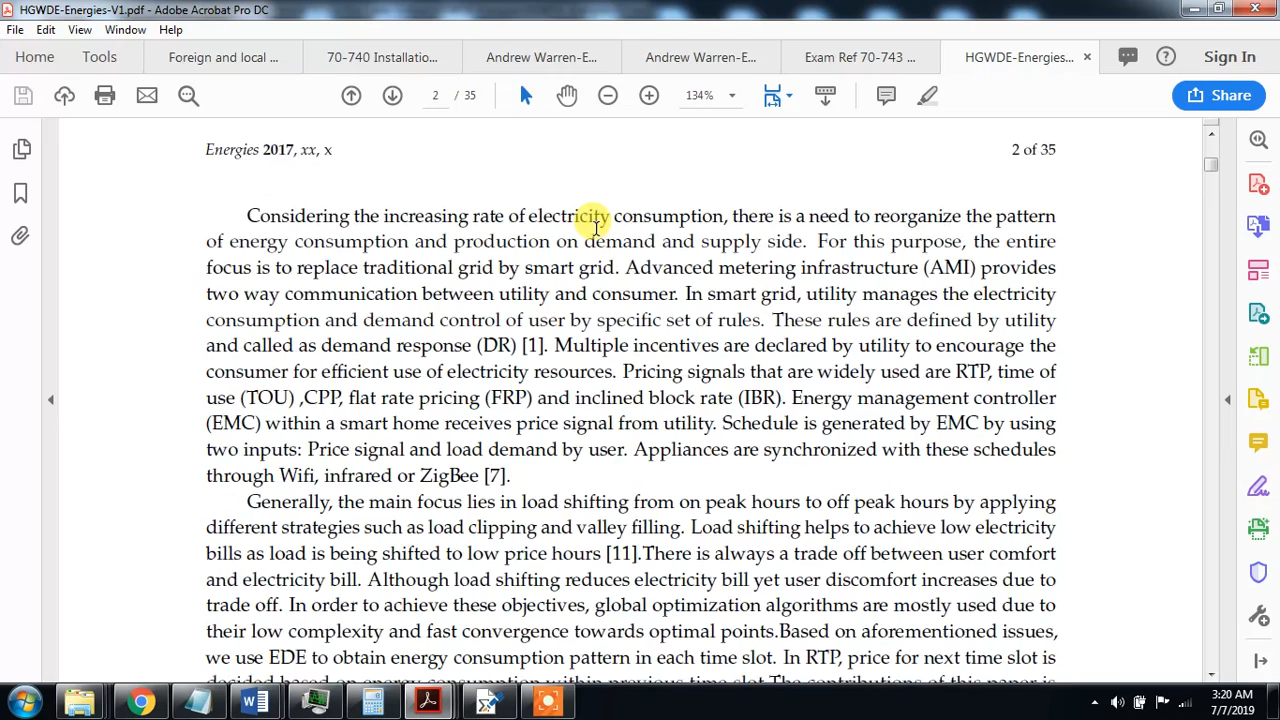 HGWDE-Energies-V1.pdf - Adobe Acrobat Pro DC
File Edit View Window Help
Home Tools Foreign and local ... 70-740 Installatio... Andrew Warren-E... Andrew Warren-E... Exam Ref 70-743 ... HGWDE-Energies... × Sign In
2 / 35 134% Share
Energies 2017, xx, x 2 of 35
Considering the increasing rate of electricity consumption, there is a need to reorganize the pattern
of energy consumption and production on demand and supply side. For this purpose, the entire
focus is to replace traditional grid by smart grid. Advanced metering infrastructure (AMI) provides
two way communication between utility and consumer. In smart grid, utility manages the electricity
consumption and demand control of user by specific set of rules. These rules are defined by utility
and called as demand response (DR) [1]. Multiple incentives are declared by utility to encourage the
consumer for efficient use of electricity resources. Pricing signals that are widely used are RTP, time of
use (TOU) ,CPP, flat rate pricing (FRP) and inclined block rate (IBR). Energy management controller
(EMC) within a smart home receives price signal from utility. Schedule is generated by EMC by using
two inputs: Price signal and load demand by user. Appliances are synchronized with these schedules
through Wifi, infrared or ZigBee [7].
Generally, the main focus lies in load shifting from on peak hours to off peak hours by applying
different strategies such as load clipping and valley filling. Load shifting helps to achieve low electricity
bills as load is being shifted to low price hours [11].There is always a trade off between user comfort
and electricity bill. Although load shifting reduces electricity bill yet user discomfort increases due to
trade off. In order to achieve these objectives, global optimization algorithms are mostly used due to
their low complexity and fast convergence towards optimal points.Based on aforementioned issues,
we use EDE to obtain energy consumption pattern in each time slot. In RTP, price for next time slot is
decided based on energy consumption within previous time slot.The contributions of this paper is
3:20 AM
7/7/2019